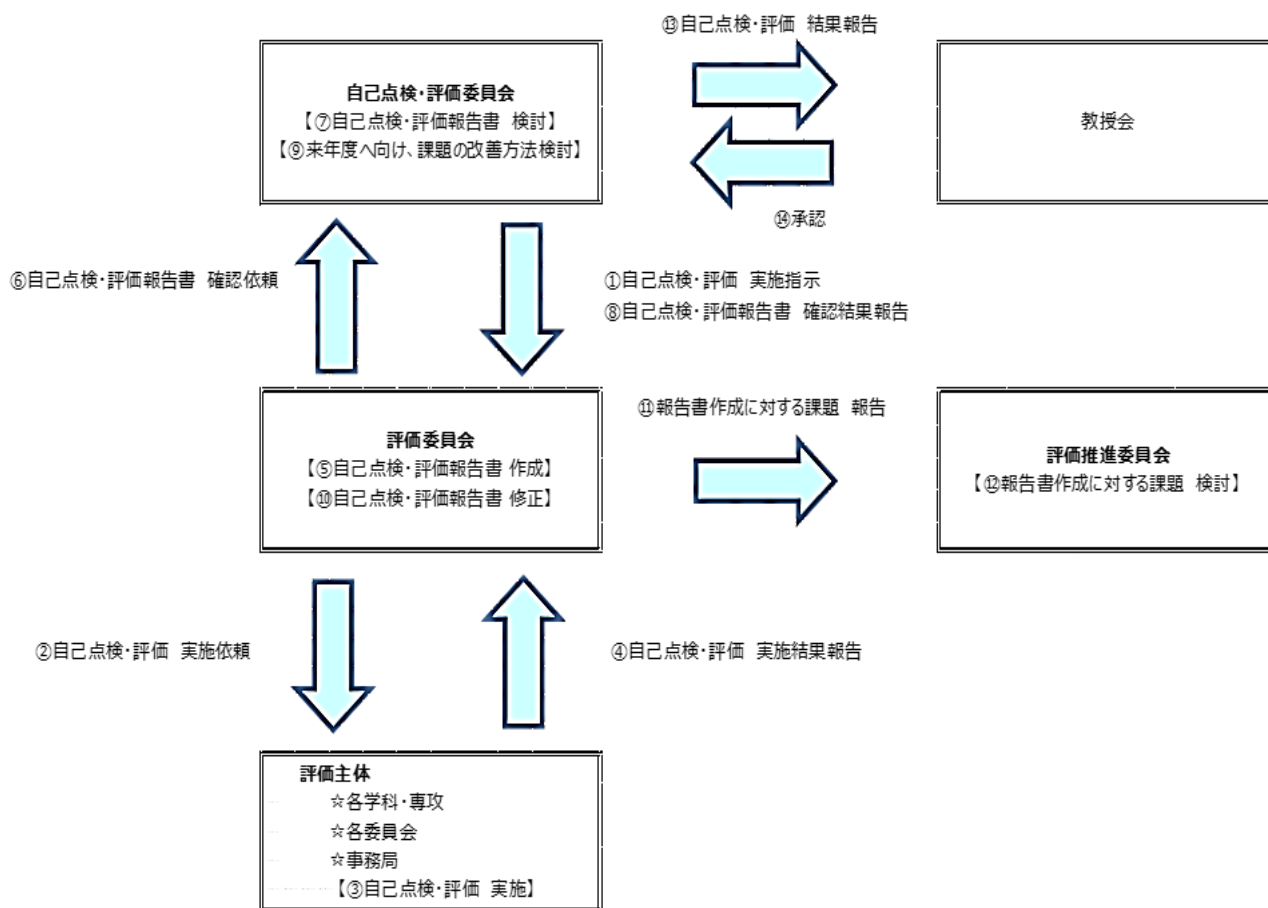 ⑬自己点検・評価 結果報告
自己点検・評価委員会
【⑦自己点検・評価報告書 検討】
【⑨来年度へ向け、課題の改善方法検討】
教授会
⑭承認
⑥自己点検・評価報告書 確認依頼
①自己点検・評価 実施指示
⑧自己点検・評価報告書 確認結果報告
評価委員会
【⑤自己点検・評価報告書 作成】
【⑩自己点検・評価報告書 修正】
⑪報告書作成に対する課題 報告
評価推進委員会
【⑫報告書作成に対する課題 検討】
②自己点検・評価 実施依頼
④自己点検・評価 実施結果報告
評価主体
☆各学科・専攻
☆各委員会
☆事務局
【③自己点検・評価 実施】